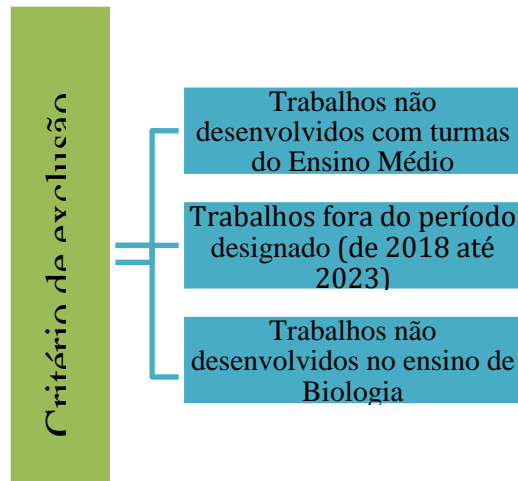 Critério de exclusão
Trabalhos não
desenvolvidos com turmas
do Ensino Médio
Trabalhos fora do período
designado (de 2018 até
2023)
Trabalhos não
desenvolvidos no ensino de
Biologia